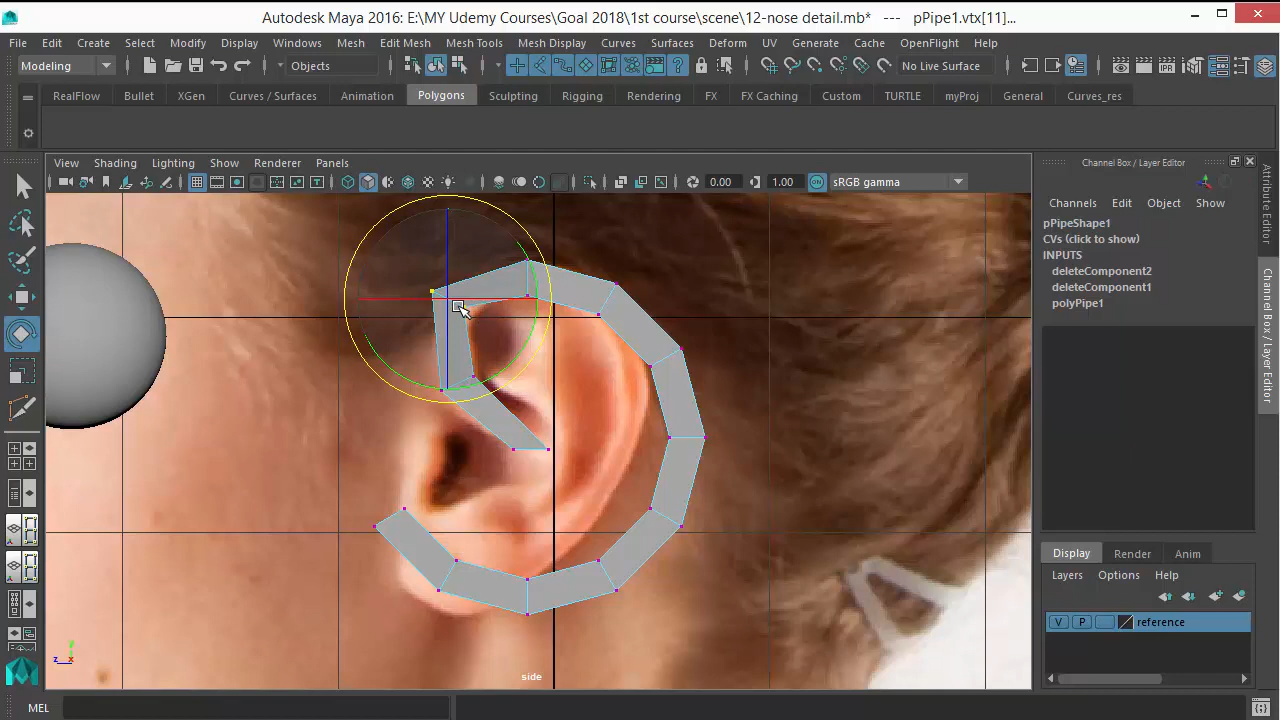 Autodesk Maya 2016: E:\MY Udemy Courses\Goal 2018\1st course\scene\12-nose detail.mb* --- pPipe1.vtx[11]...
File Edit Create Select Modify Display Windows Mesh Edit Mesh Mesh Tools Mesh Display Curves Surfaces Deform UV Generate Cache OpenFlight Help
Modeling Objects No Live Surface
RealFlow Bullet XGen Curves / Surfaces Animation Polygons Sculpting Rigging Rendering FX FX Caching Custom TURTLE myProj General Curves_res
View Shading Lighting Show Renderer Panels
0.00 1.00 ON sRGB gamma
Channel Box / Layer Editor
Channels Edit Object Show
pPipeShape1
CVs (click to show)
INPUTS
deleteComponent2
deleteComponent1
polyPipe1
Attribute Editor
Channel Box / Layer Editor
Display Render Anim
Layers Options Help
V P reference
y
z x
side
MEL